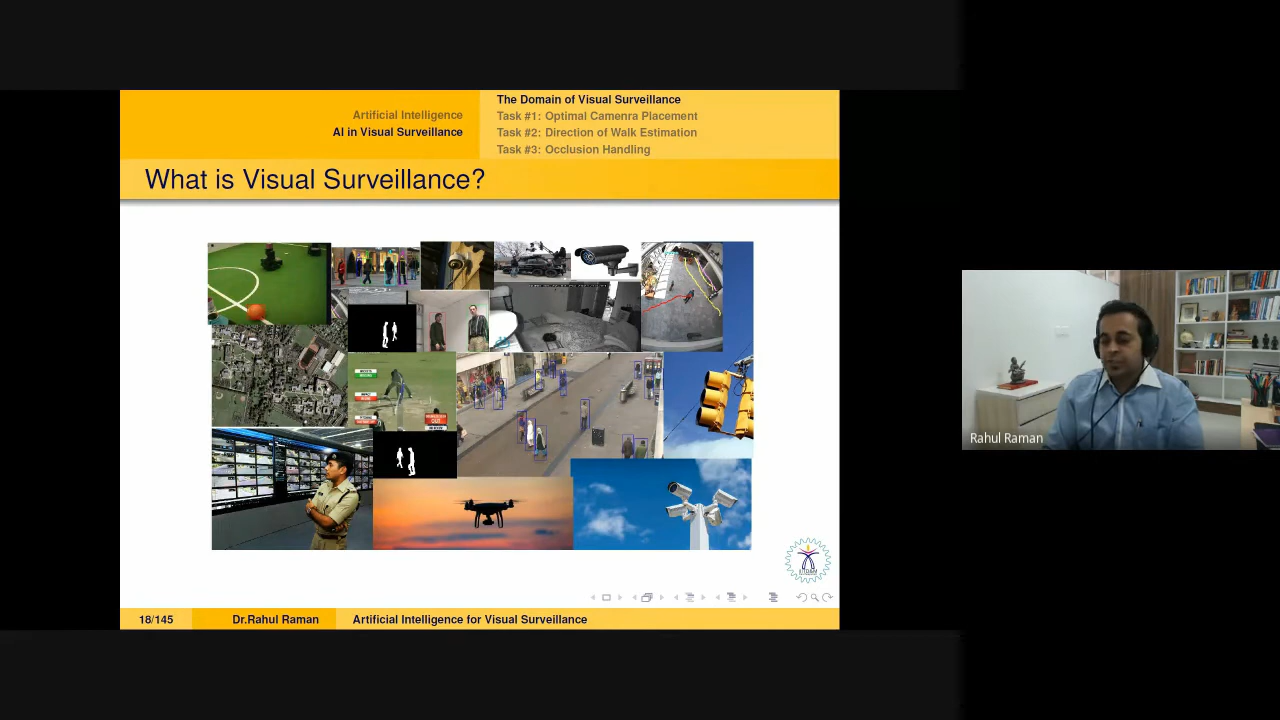 Artificial Intelligence
AI in Visual Surveillance
The Domain of Visual Surveillance
Task #1: Optimal Camenra Placement
Task #2: Direction of Walk Estimation
Task #3: Occlusion Handling
What is Visual Surveillance?
Rahul Raman
18/145
Dr.Rahul Raman
Artificial Intelligence for Visual Surveillance